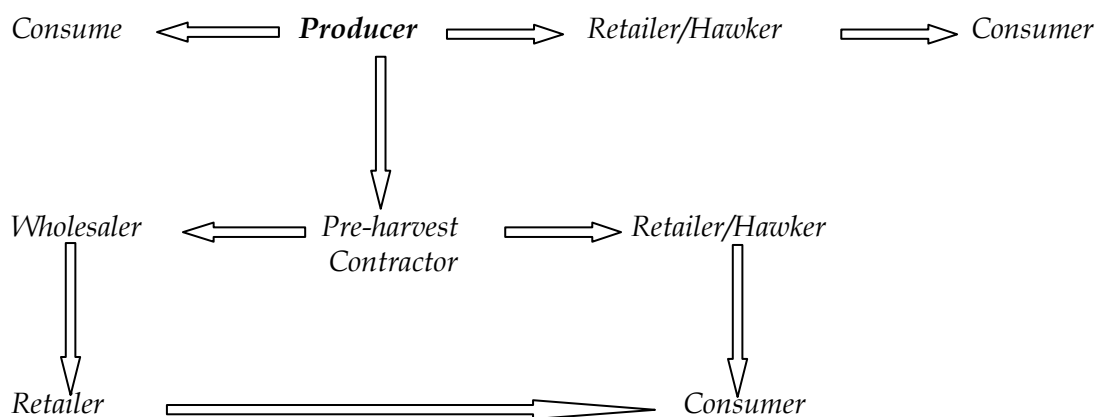 Consume Producer Retailer/Hawker Consumer
Wholesaler Pre-harvest Retailer/Hawker
Contractor
Retailer Consumer